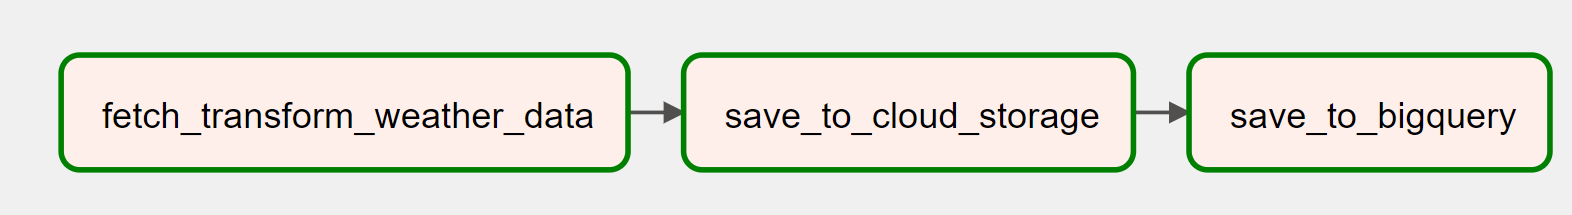 fetch_transform_weather_data
save_to_cloud_storage
save_to_bigquery